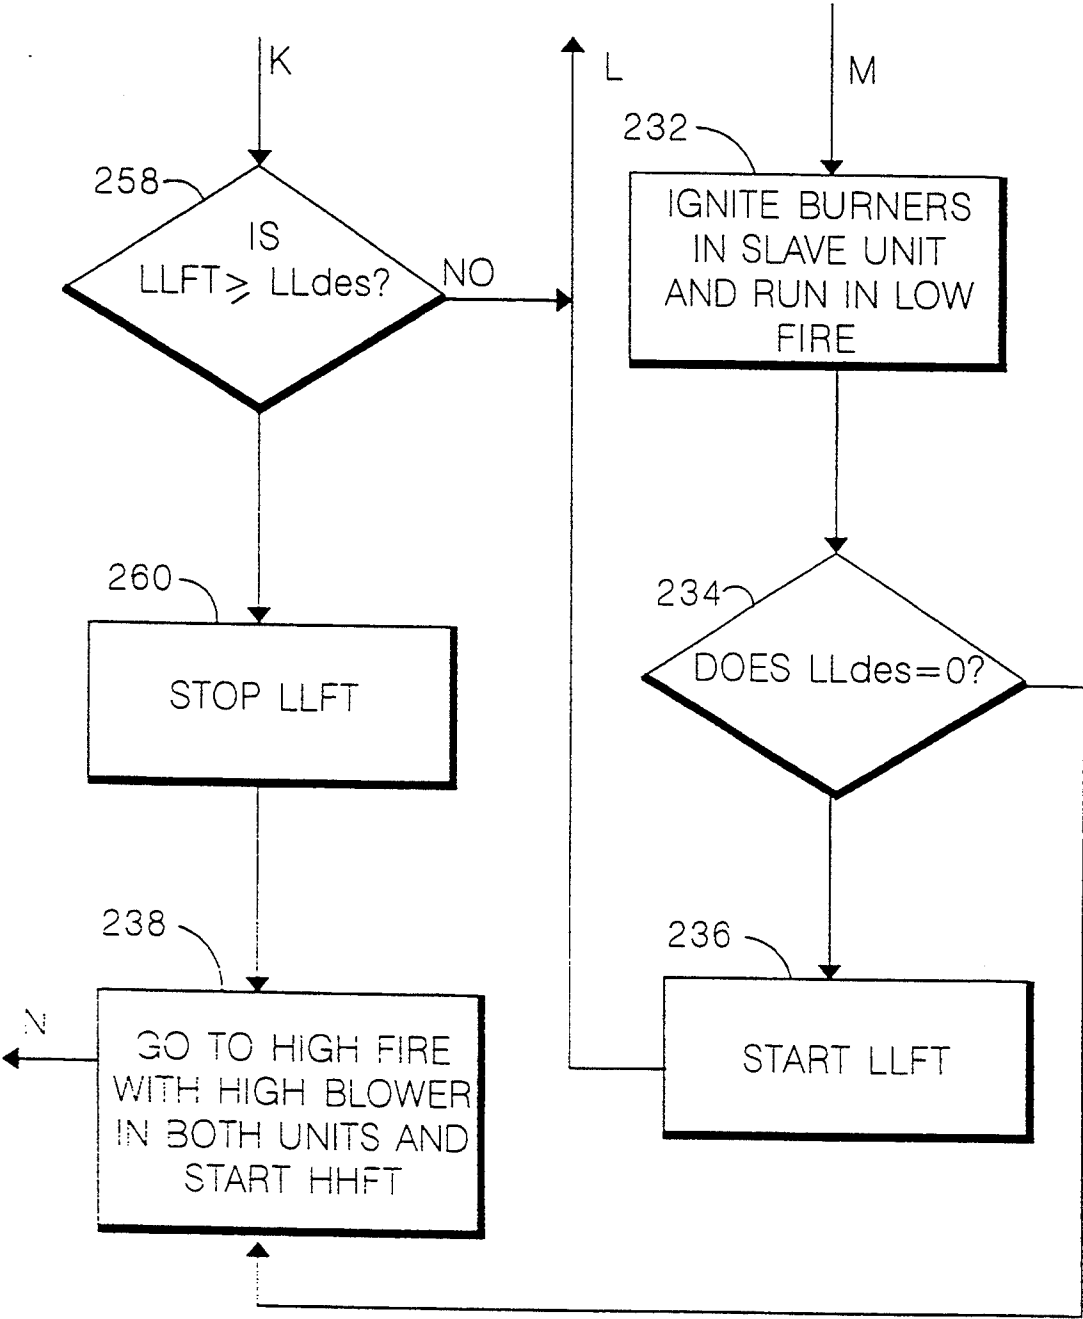 K
258
IS
LLFT≥ LLdes?
NO
L
M
232
IGNITE BURNERS
IN SLAVE UNIT
AND RUN IN LOW
FIRE
260
STOP LLFT
234
DOES LLdes=0?
238
N
GO TO HIGH FIRE
WITH HIGH BLOWER
IN BOTH UNITS AND
START HHFT
236
START LLFT